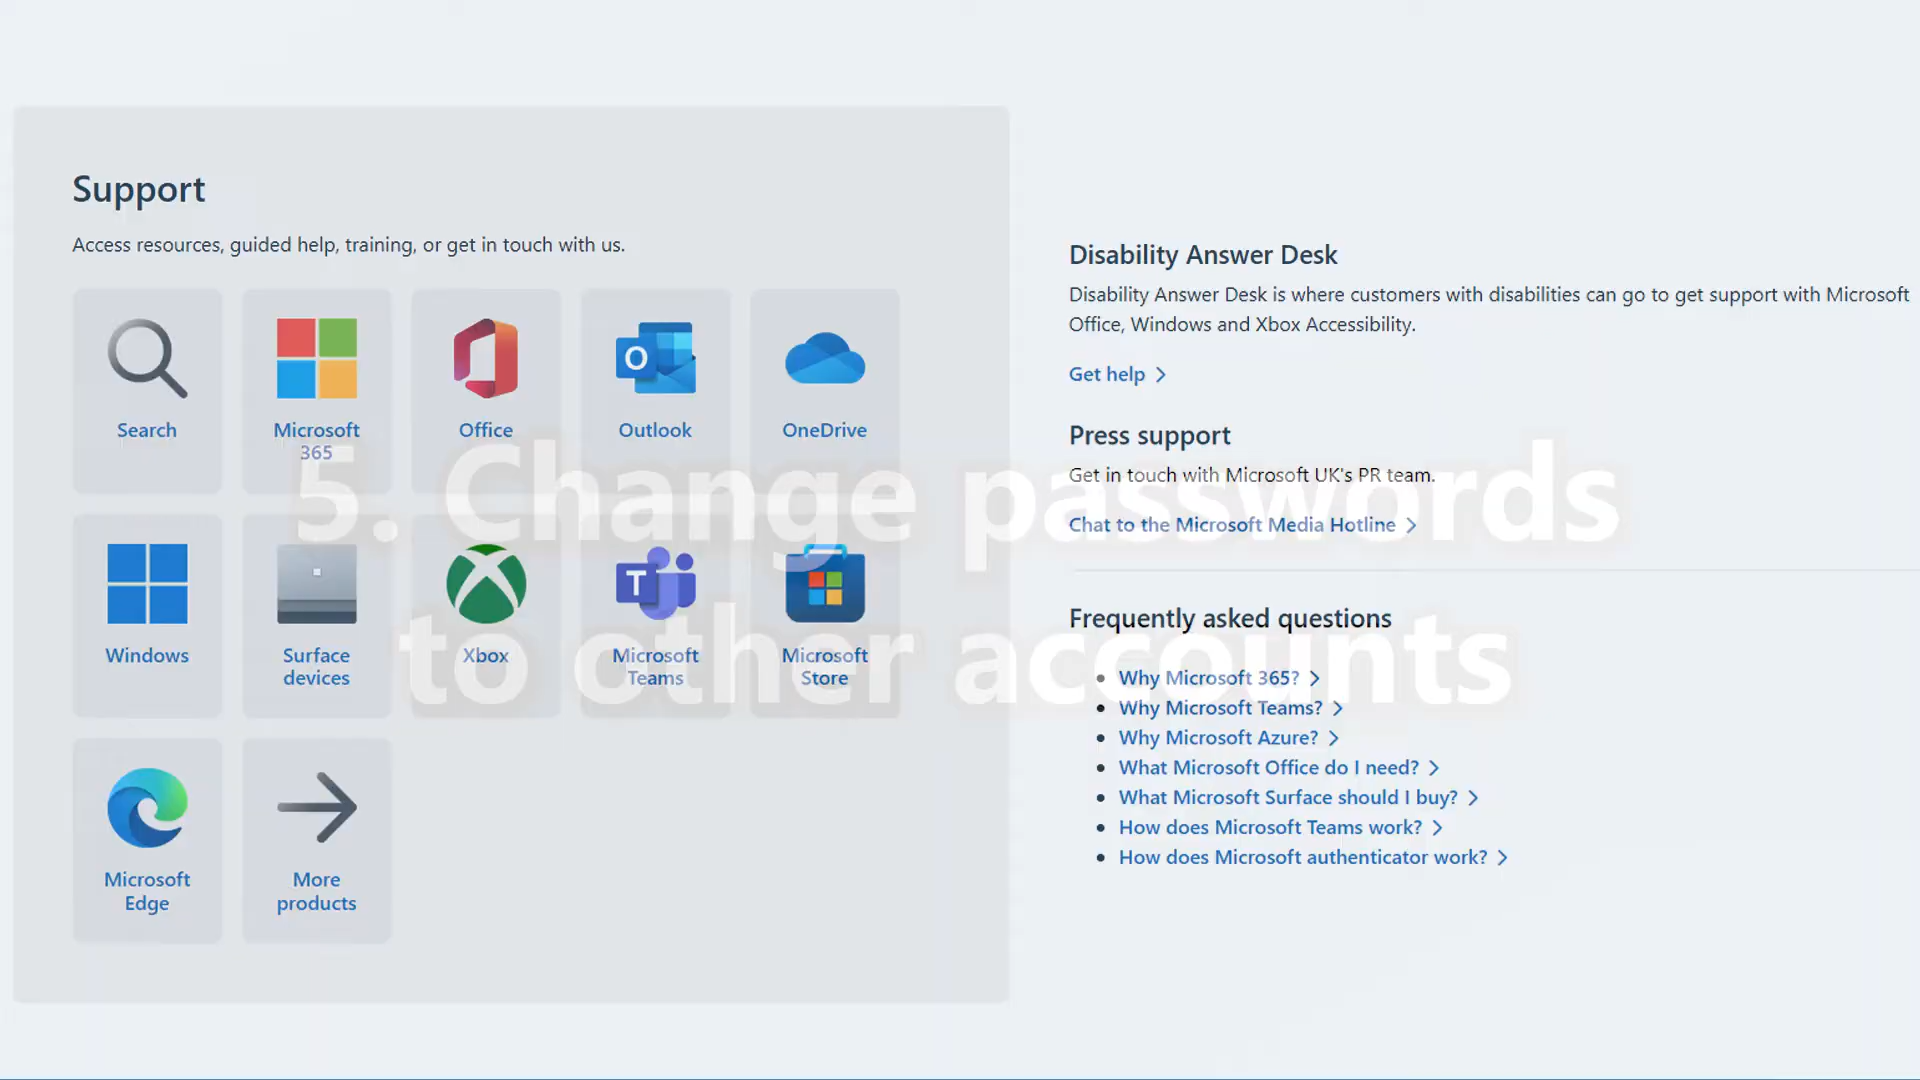 Support
Access resources, guided help, training, or get in touch with us.
Search
Microsoft
365
Office
Outlook
OneDrive
Windows
Surface
devices
Xbox
Microsoft
Teams
Microsoft
Store
Microsoft
Edge
More
products
Disability Answer Desk
Disability Answer Desk is where customers with disabilities can go to get support with Microsoft
Office, Windows and Xbox Accessibility.
Get help
Press support
Get in touch with Microsoft UK's PR team.
Chat to the Microsoft Media Hotline
Frequently asked questions
Why Microsoft 365?
Why Microsoft Teams?
Why Microsoft Azure?
What Microsoft Office do I need?
What Microsoft Surface should I buy?
How does Microsoft Teams work?
How does Microsoft authenticator work?
5. Change passwords
to other accounts